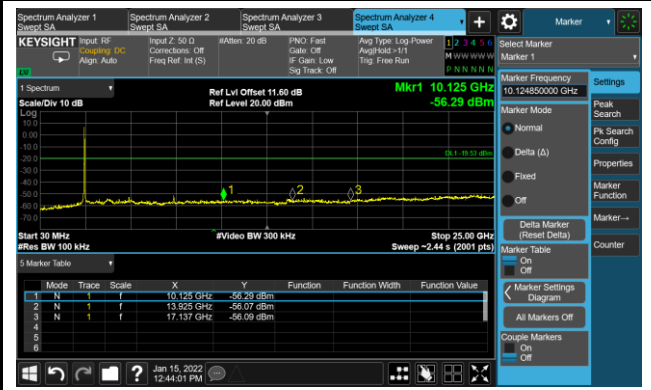 Spectrum Analyzer 1
Swept SA
Spectrum Analyzer 2
Swept SA
Spectrum Analyzer 3
Swept SA
Spectrum Analyzer 4
Swept SA
Marker
KEYSIGHT
Input: RF
Coupling: DC
Align: Auto
Input Z: 50 Ω
Corrections: Off
Freq Ref: Int (S)
#Atten: 20 dB
PNO: Fast
Gate: Off
IF Gain: Low
Sig Track: Off
Avg Type: Log-Power
Avg|Hold:>1/1
Trig: Free Run
1 2 3 4 5 6
M W W W W W
P N N N N N
Select Marker
Marker 1
1 Spectrum
Scale/Div 10 dB
Ref Lvl Offset 11.60 dB
Ref Level 20.00 dBm
Mkr1 10.125 GHz
-56.29 dBm
Log
10.0
0.00
-10.0
-20.0
-30.0
-40.0
-50.0
-60.0
-70.0
DL1 -19.53 dBm
1
2
3
Start 30 MHz
#Res BW 100 kHz
#Video BW 300 kHz
Stop 25.00 GHz
Sweep ~2.44 s (2001 pts)
5 Marker Table
Mode Trace Scale X Y Function Function Width Function Value
1 N 1 f 10.125 GHz -56.29 dBm
2 N 1 f 13.925 GHz -56.07 dBm
3 N 1 f 17.137 GHz -56.09 dBm
4
5
6
Marker Frequency
10.124850000 GHz
Marker Mode
Normal
Delta (Δ)
Fixed
Off
Delta Marker
(Reset Delta)
Marker Table
On
Off
Marker Settings
Diagram
All Markers Off
Couple Markers
On
Off
Settings
Peak
Search
Pk Search
Config
Properties
Marker
Function
Marker→
Counter
Jan 15, 2022
12:44:01 PM